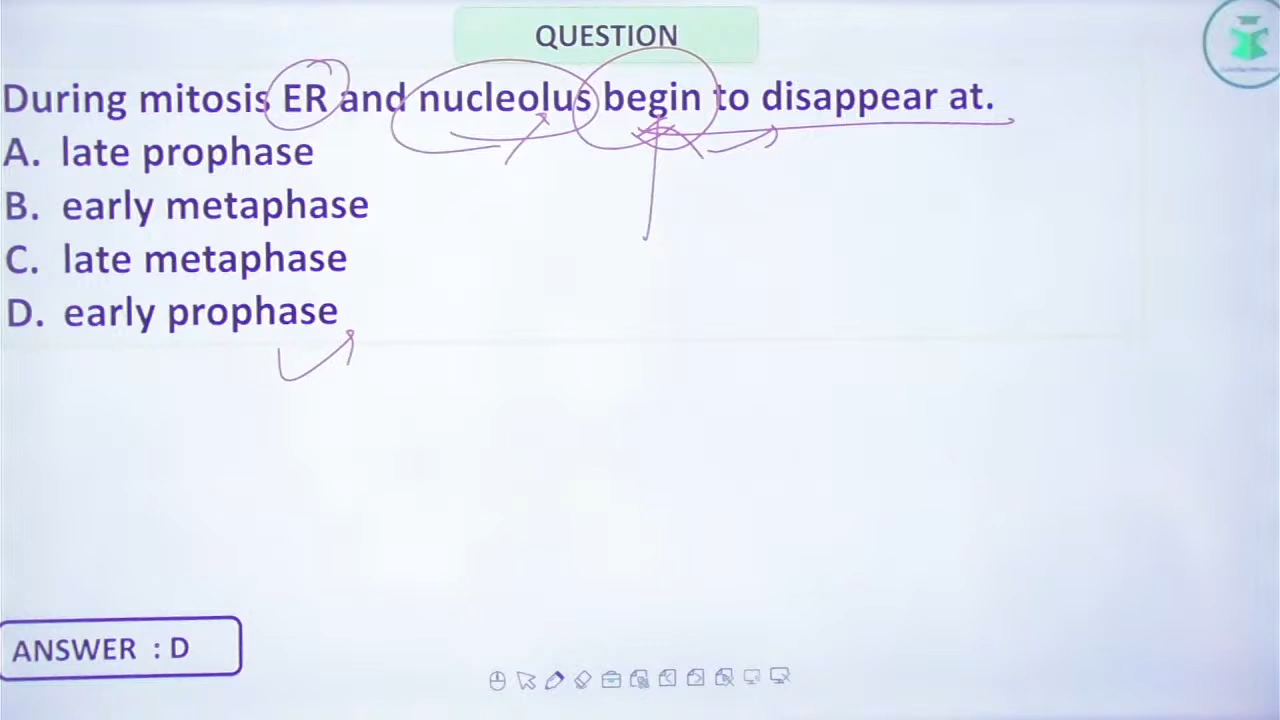 QUESTION
During mitosis ER and nucleolus begin to disappear at.
A. late prophase
B. early metaphase
C. late metaphase
D. early prophase
ANSWER : D